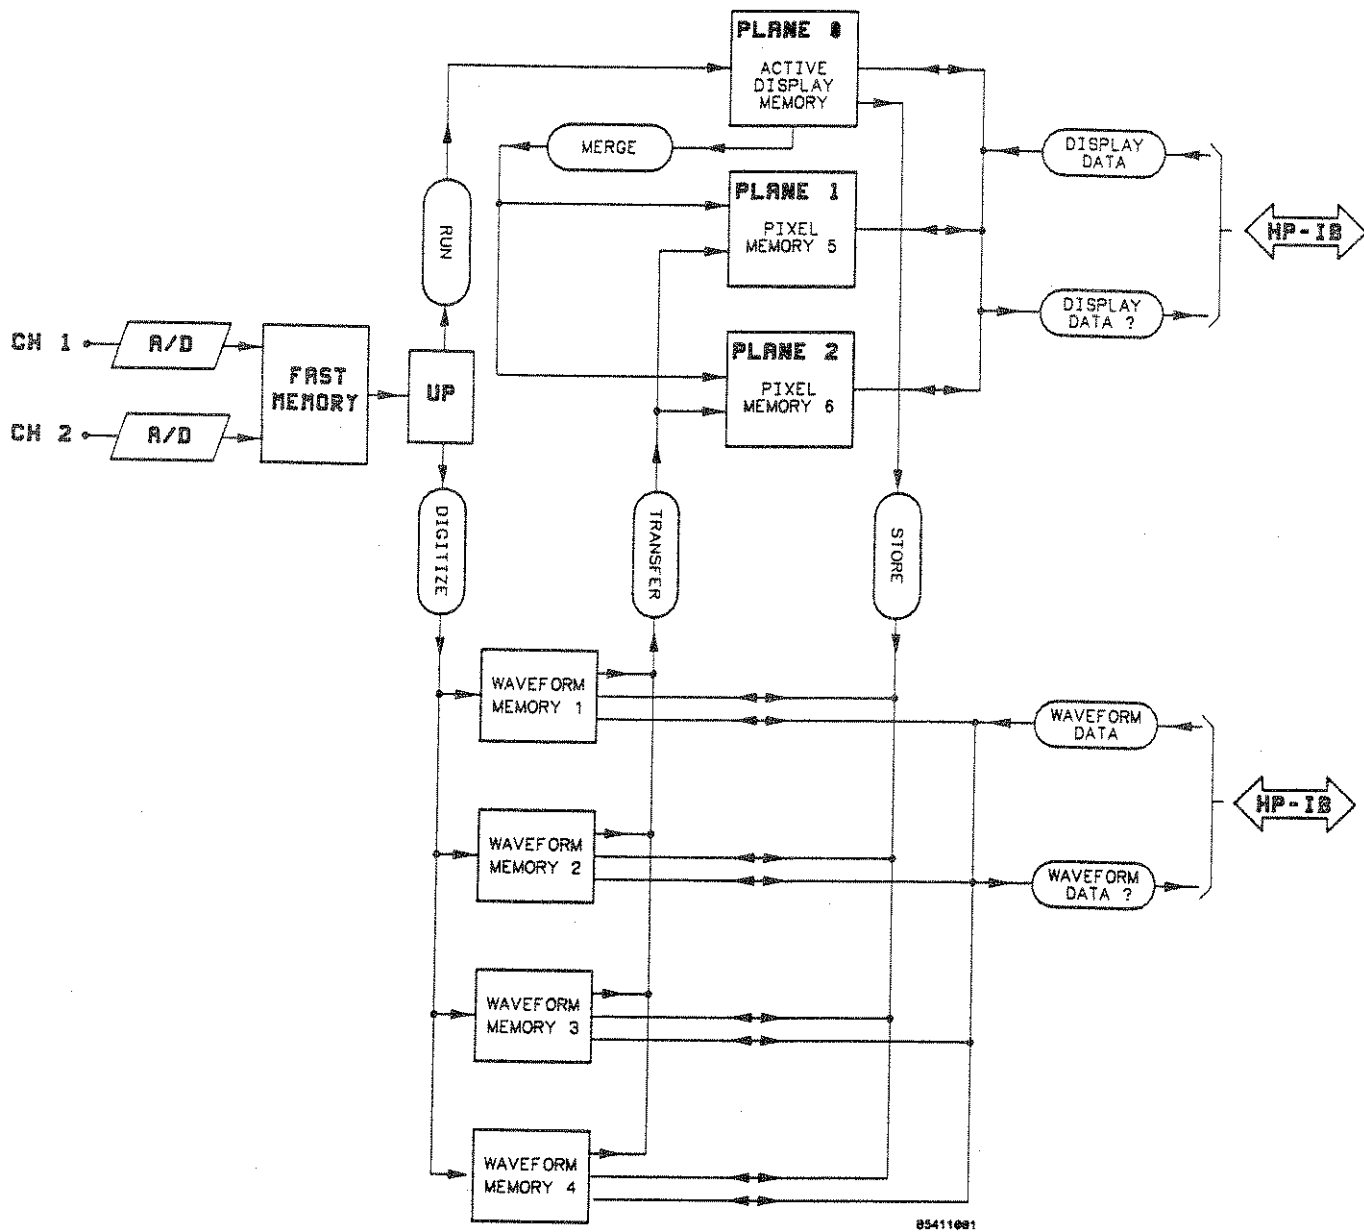 PLANE 0
ACTIVE
DISPLAY
MEMORY
MERGE
DISPLAY
DATA
PLANE 1
PIXEL
MEMORY 5
RUN
HP-IB
DISPLAY
DATA ?
CH 1
A/D
FAST
MEMORY
UP
PLANE 2
PIXEL
MEMORY 6
CH 2
A/D
DIGITIZE
TRANSFER
STORE
WAVEFORM
MEMORY 1
WAVEFORM
DATA
HP-IB
WAVEFORM
MEMORY 2
WAVEFORM
DATA ?
WAVEFORM
MEMORY 3
WAVEFORM
MEMORY 4
85411001